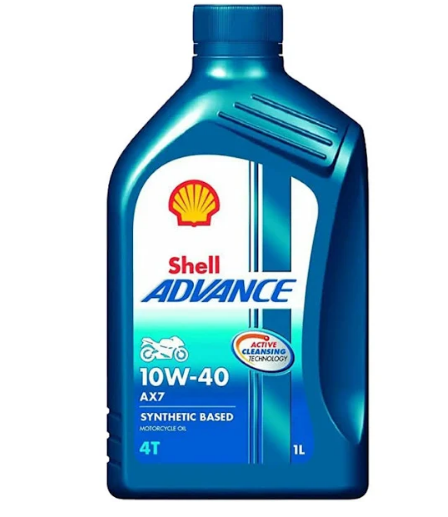 Shell
ADVANCE
ACTIVE
CLEANSING
TECHNOLOGY
10W-40
AX7
SYNTHETIC BASED
MOTORCYCLE OIL
4T 1L